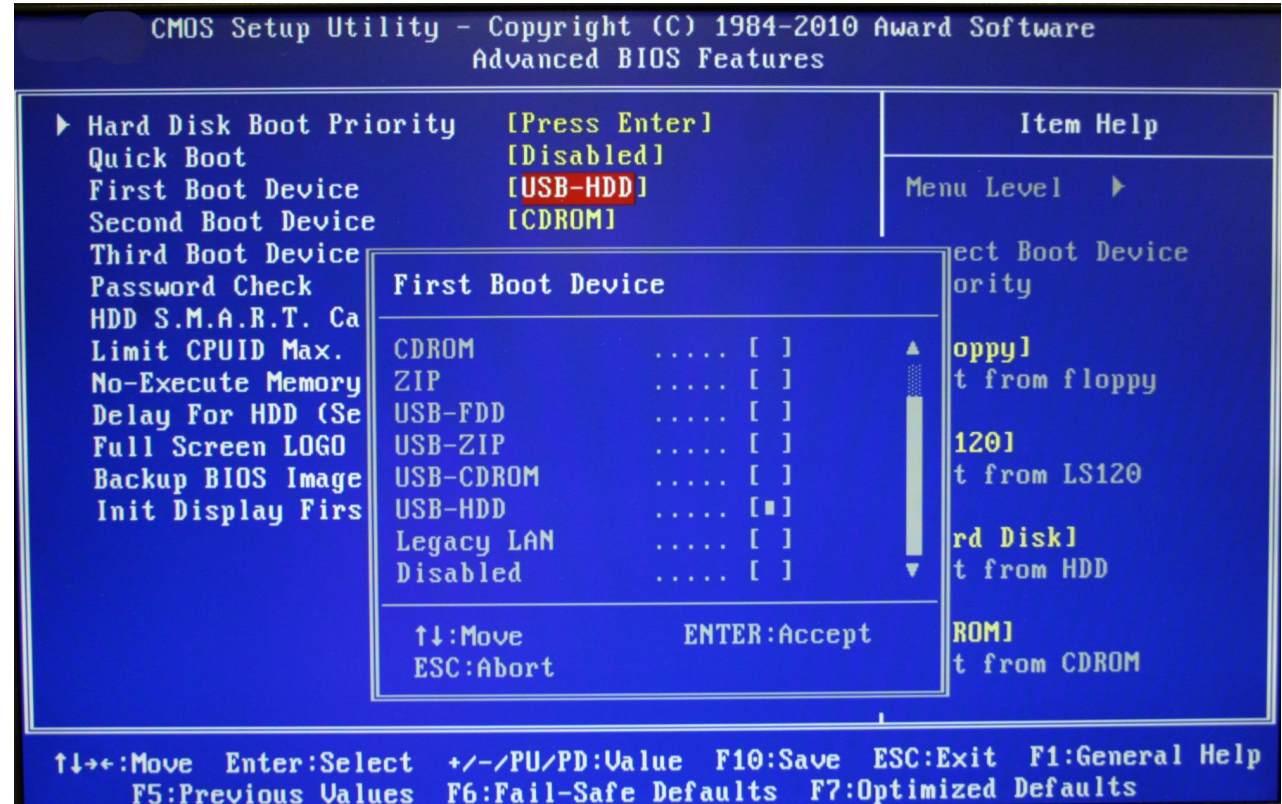 CMOS Setup Utility - Copyright (C) 1984-2010 Award Software
Advanced BIOS Features
Hard Disk Boot Priority [Press Enter]
Quick Boot [Disabled]
First Boot Device [USB-HDD]
Second Boot Device [CDROM]
Third Boot Device
Password Check
HDD S.M.A.R.T. Ca
Limit CPUID Max.
No-Execute Memory
Delay For HDD (Se
Full Screen LOGO
Backup BIOS Image
Init Display Firs
First Boot Device
CDROM ..... [ ]
ZIP ..... [ ]
USB-FDD ..... [ ]
USB-ZIP ..... [ ]
USB-CDROM ..... [ ]
USB-HDD ..... [■]
Legacy LAN ..... [ ]
Disabled ..... [ ]
↑↓:Move ENTER:Accept
ESC:Abort
Item Help
Menu Level ▶
ect Boot Device
ority
oppy]
t from floppy
120]
t from LS120
rd Disk]
t from HDD
ROM]
t from CDROM
↑↓→←:Move Enter:Select +/-/PU/PD:Value F10:Save ESC:Exit F1:General Help
F5:Previous Values F6:Fail-Safe Defaults F7:Optimized Defaults